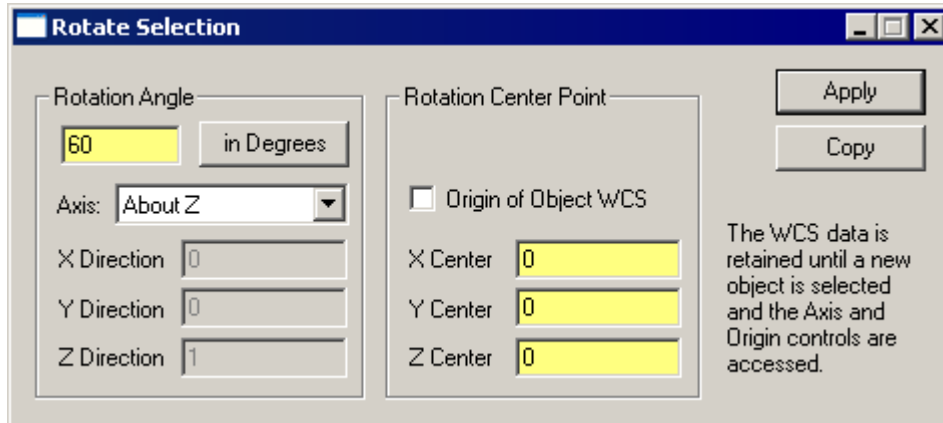 Rotate Selection
Rotation Angle
60
in Degrees
Axis: About Z
X Direction 0
Y Direction 0
Z Direction 1
Rotation Center Point
Origin of Object WCS
X Center 0
Y Center 0
Z Center 0
Apply
Copy
The WCS data is
retained until a new
object is selected
and the Axis and
Origin controls are
accessed.